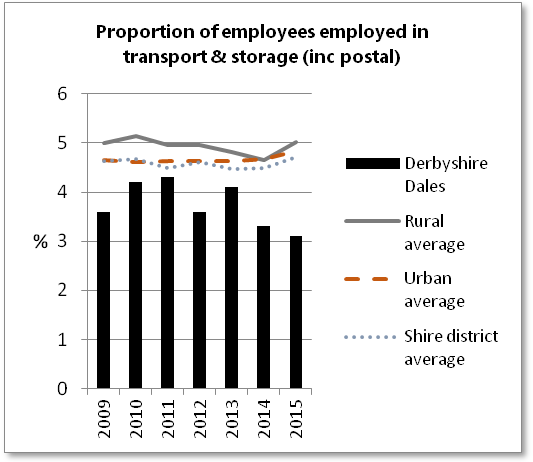 Proportion of employees employed in
transport & storage (inc postal)
6
5
4
3
2
1
0
%
2009
2010
2011
2012
2013
2014
2015
Derbyshire
Dales
Rural
average
Urban
average
Shire district
average